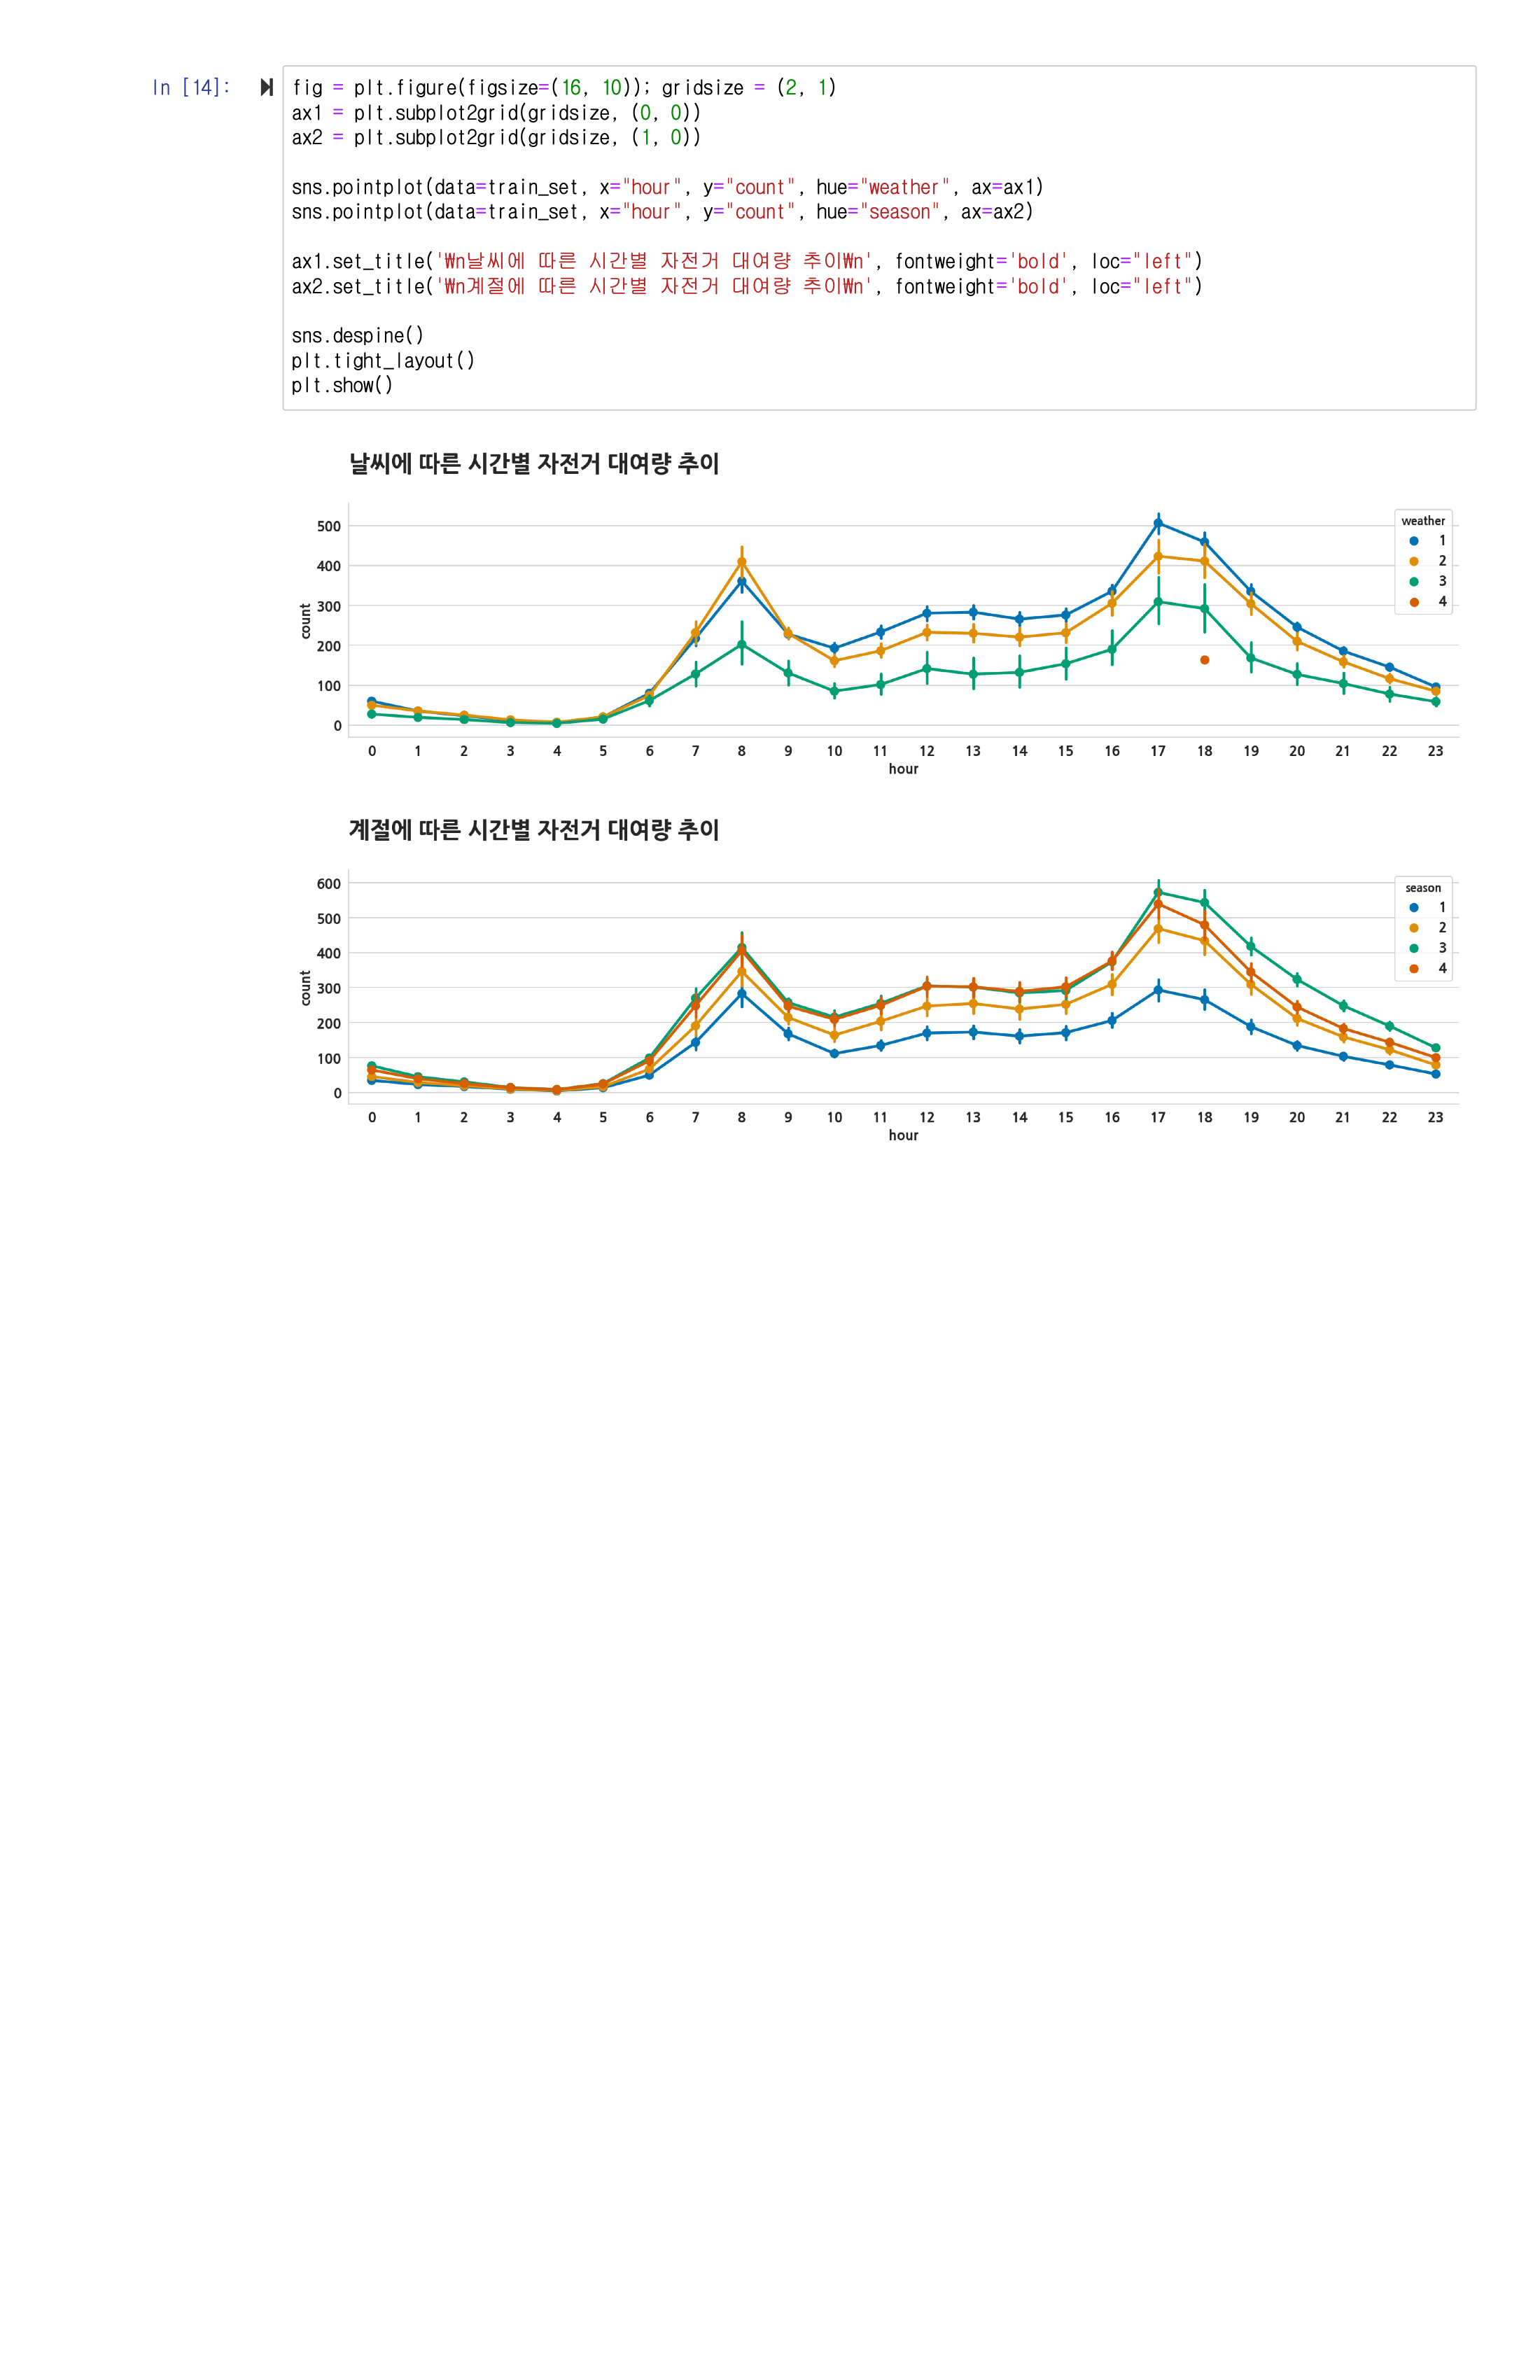 In [14]:
fig = plt.figure(figsize=(16, 10)); gridsize = (2, 1)
ax1 = plt.subplot2grid(gridsize, (0, 0))
ax2 = plt.subplot2grid(gridsize, (1, 0))
sns.pointplot(data=train_set, x="hour", y="count", hue="weather", ax=ax1)
sns.pointplot(data=train_set, x="hour", y="count", hue="season", ax=ax2)
ax1.set_title('₩n날씨에 따른 시간별 자전거 대여량 추이₩n', fontweight='bold', loc="left")
ax2.set_title('₩n계절에 따른 시간별 자전거 대여량 추이₩n', fontweight='bold', loc="left")
sns.despine()
plt.tight_layout()
plt.show()
날씨에 따른 시간별 자전거 대여량 추이
500
400
300
200
100
0
count
weather
1
2
3
4
0 1 2 3 4 5 6 7 8 9 10 11 12 13 14 15 16 17 18 19 20 21 22 23
hour
계절에 따른 시간별 자전거 대여량 추이
600
500
400
300
200
100
0
count
season
1
2
3
4
0 1 2 3 4 5 6 7 8 9 10 11 12 13 14 15 16 17 18 19 20 21 22 23
hour